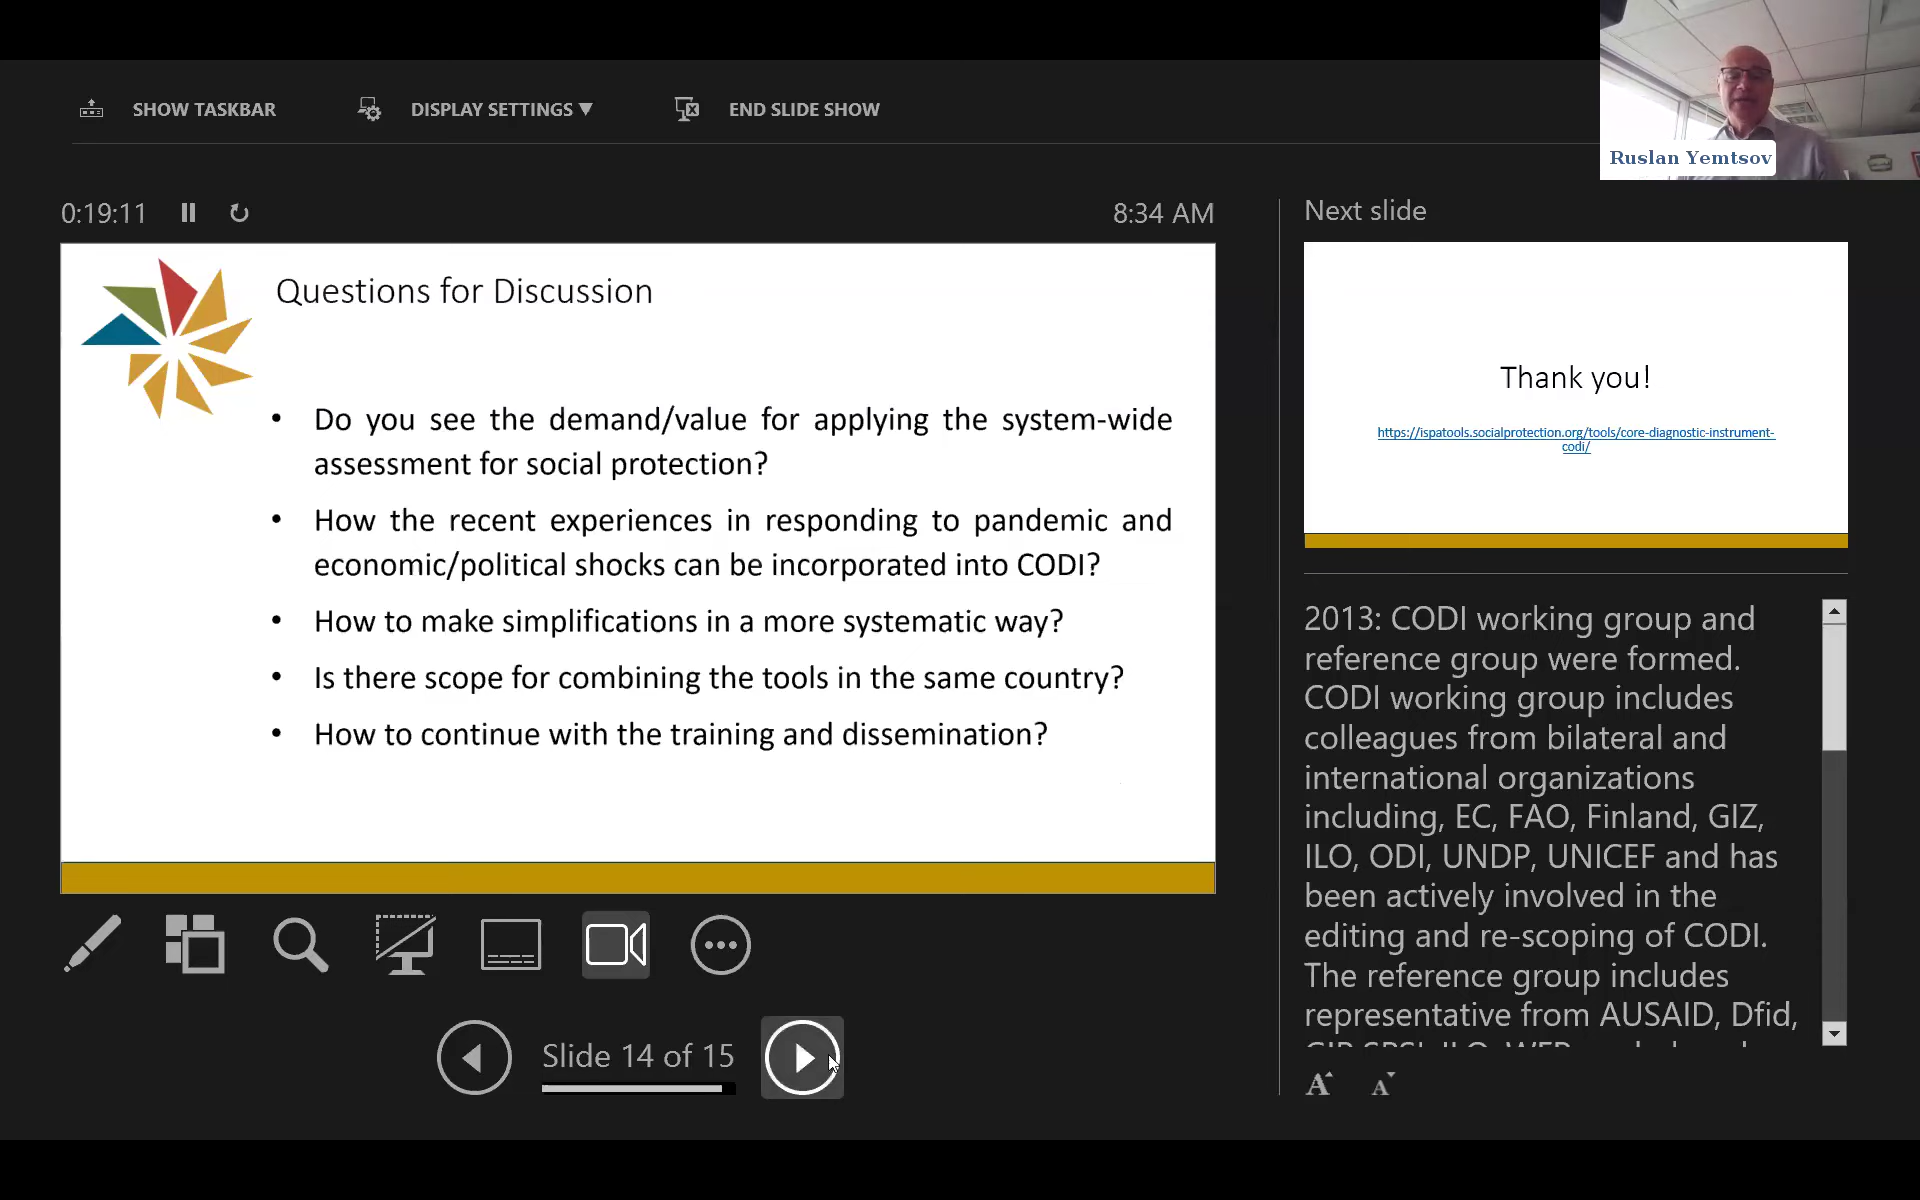 SHOW TASKBAR
DISPLAY SETTINGS ▼
END SLIDE SHOW
Ruslan Yemtsov
0:19:11
8:34 AM
Questions for Discussion
• Do you see the demand/value for applying the system-wide
assessment for social protection?
• How the recent experiences in responding to pandemic and
economic/political shocks can be incorporated into CODI?
• How to make simplifications in a more systematic way?
• Is there scope for combining the tools in the same country?
• How to continue with the training and dissemination?
Slide 14 of 15
Next slide
Thank you!
https://ispatools.socialprotection.org/tools/core-diagnostic-instrument-
codi/
2013: CODI working group and
reference group were formed.
CODI working group includes
colleagues from bilateral and
international organizations
including, EC, FAO, Finland, GIZ,
ILO, ODI, UNDP, UNICEF and has
been actively involved in the
editing and re-scoping of CODI.
The reference group includes
representative from AUSAID, Dfid,
A A